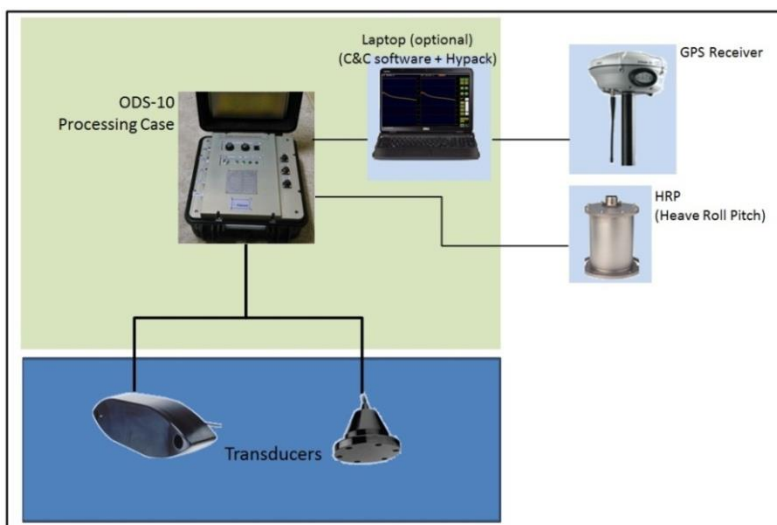 Laptop (optional)
(C&C software + Hypack)
GPS Receiver
ODS-10
Processing Case
HRP
(Heave Roll Pitch)
Transducers